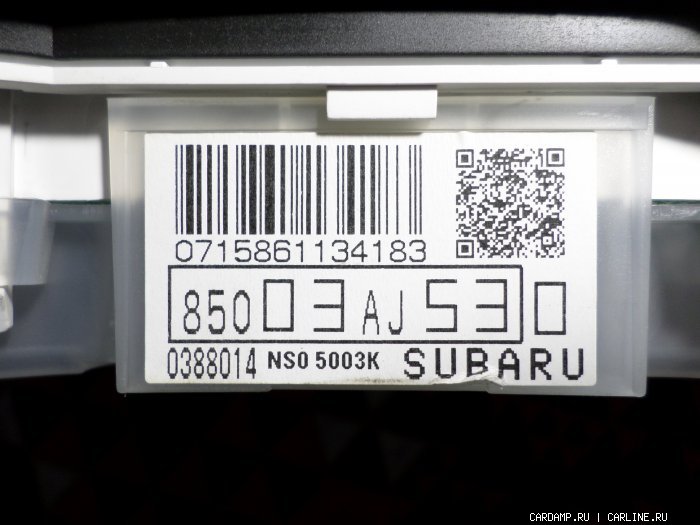 0715861134183
85003AJ530
0388014 NS0 5003K SUBARU
CARDAMP.RU | CARLINE.RU